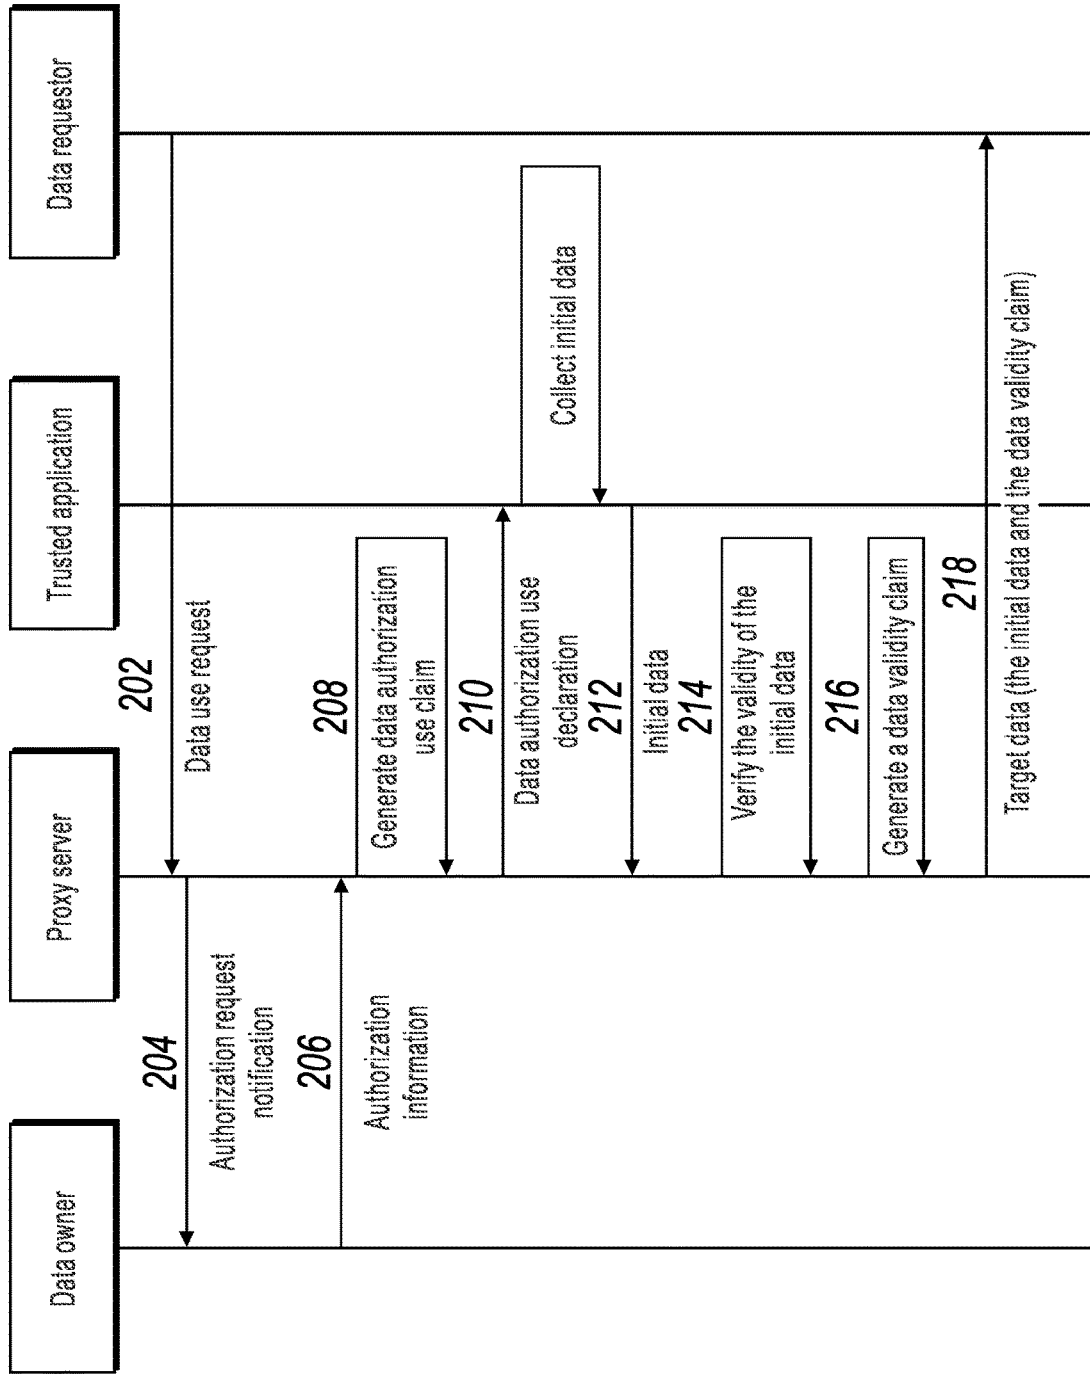 Data owner
Proxy server
Trusted application
Data requestor
202
Data use request
204
Authorization request
notification
206
Authorization
information
208
Generate data authorization
use claim
210
Data authorization use
declaration
Collect initial data
212
Initial data
214
Verify the validity of the
initial data
216
Generate a data validity claim
218
Target data (the initial data and the data validity claim)